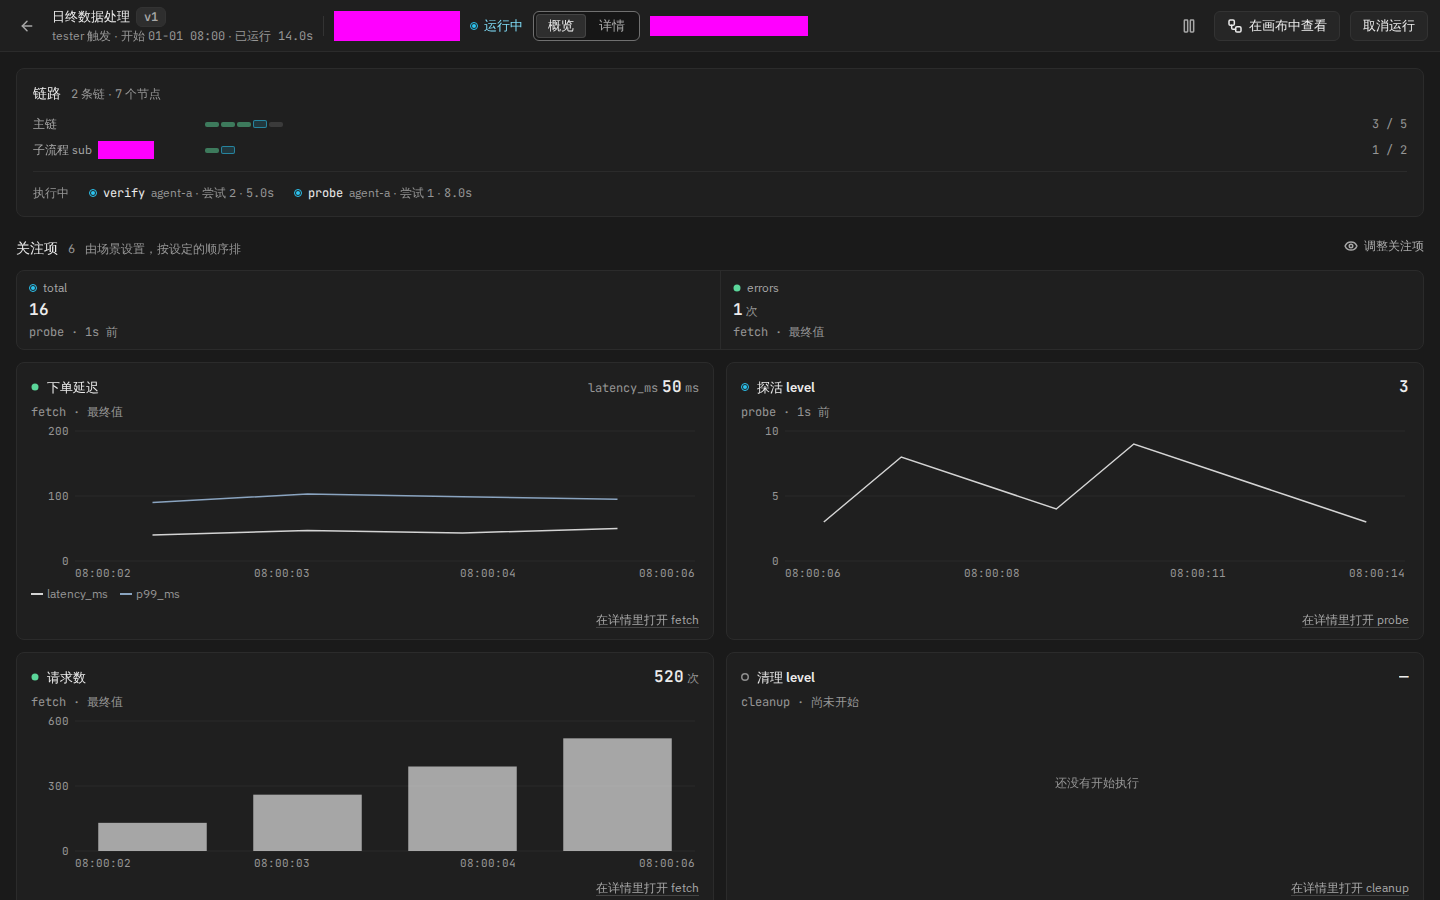 日终数据处理 v1
tester 触发 · 开始 01-01 08:00 · 已运行 14.0s
运行中
概览 详情
在画布中查看
取消运行
链路 2 条链 · 7 个节点
主链 3 / 5
子流程 sub 1 / 2
执行中 verify agent-a · 尝试 2 · 5.0s probe agent-a · 尝试 1 · 8.0s
关注项 6 由场景设置，按设定的顺序排 调整关注项
total
16
probe · 1s 前
errors
1 次
fetch · 最终值
下单延迟 latency_ms 50 ms
fetch · 最终值
200
100
0
08:00:02 08:00:03 08:00:04 08:00:06
latency_ms p99_ms
在详情里打开 fetch
探活 level 3
probe · 1s 前
10
5
0
08:00:06 08:00:08 08:00:11 08:00:14
在详情里打开 probe
请求数 520 次
fetch · 最终值
600
300
0
08:00:02 08:00:03 08:00:04 08:00:06
在详情里打开 fetch
清理 level —
cleanup · 尚未开始
还没有开始执行
在详情里打开 cleanup